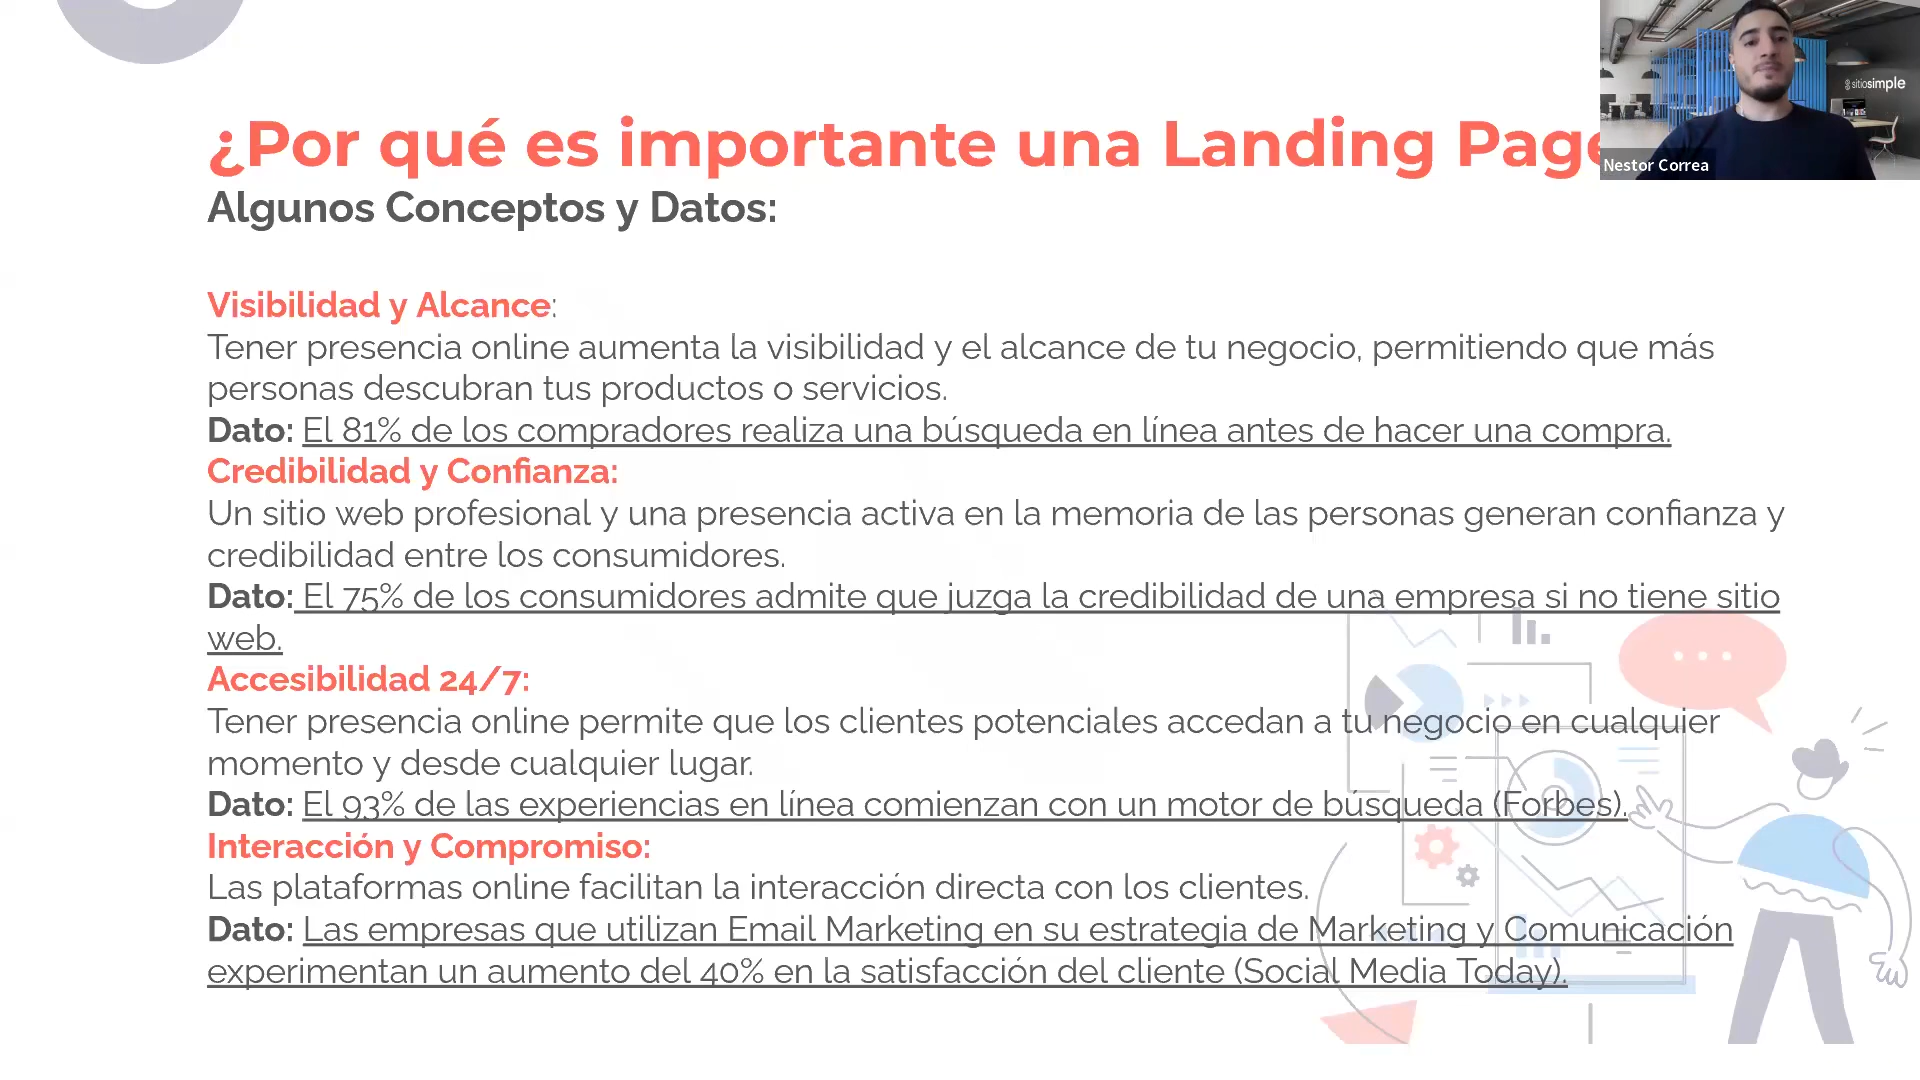 ¿Por qué es importante una Landing Page
Algunos Conceptos y Datos:
Visibilidad y Alcance:
Tener presencia online aumenta la visibilidad y el alcance de tu negocio, permitiendo que más
personas descubran tus productos o servicios.
Dato: El 81% de los compradores realiza una búsqueda en línea antes de hacer una compra.
Credibilidad y Confianza:
Un sitio web profesional y una presencia activa en la memoria de las personas generan confianza y
credibilidad entre los consumidores.
Dato: El 75% de los consumidores admite que juzga la credibilidad de una empresa si no tiene sitio
web.
Accesibilidad 24/7:
Tener presencia online permite que los clientes potenciales accedan a tu negocio en cualquier
momento y desde cualquier lugar.
Dato: El 93% de las experiencias en línea comienzan con un motor de búsqueda (Forbes).
Interacción y Compromiso:
Las plataformas online facilitan la interacción directa con los clientes.
Dato: Las empresas que utilizan Email Marketing en su estrategia de Marketing y Comunicación
experimentan un aumento del 40% en la satisfacción del cliente (Social Media Today).
sitiosimple
Nestor Correa